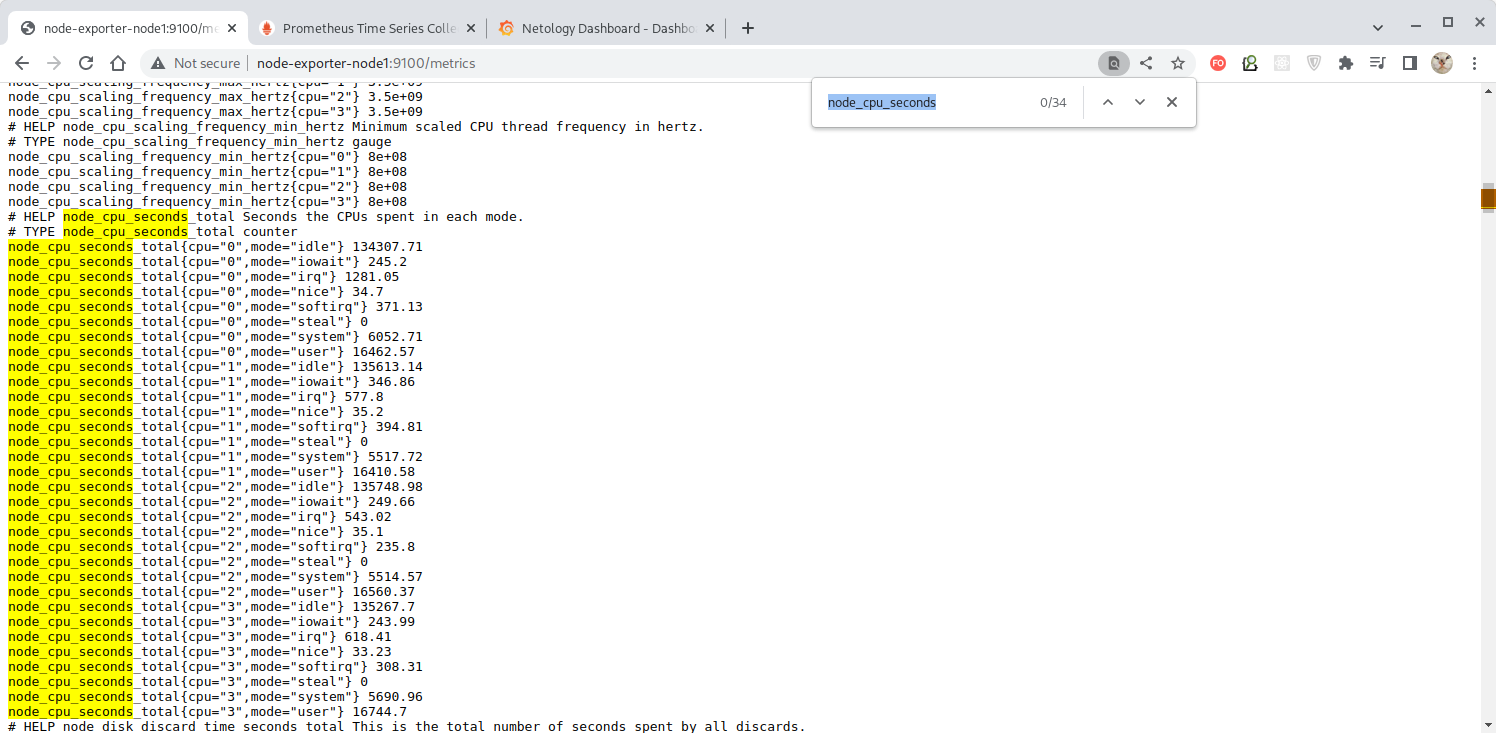 node-exporter-node1:9100/me
Prometheus Time Series Colle
Netology Dashboard - Dashbo
Not secure
node-exporter-node1:9100/metrics
FO
node_cpu_seconds 0/34
node_cpu_scaling_frequency_max_hertz{cpu="1"} 3.5e+09
node_cpu_scaling_frequency_max_hertz{cpu="2"} 3.5e+09
node_cpu_scaling_frequency_max_hertz{cpu="3"} 3.5e+09
# HELP node_cpu_scaling_frequency_min_hertz Minimum scaled CPU thread frequency in hertz.
# TYPE node_cpu_scaling_frequency_min_hertz gauge
node_cpu_scaling_frequency_min_hertz{cpu="0"} 8e+08
node_cpu_scaling_frequency_min_hertz{cpu="1"} 8e+08
node_cpu_scaling_frequency_min_hertz{cpu="2"} 8e+08
node_cpu_scaling_frequency_min_hertz{cpu="3"} 8e+08
# HELP node_cpu_seconds_total Seconds the CPUs spent in each mode.
# TYPE node_cpu_seconds_total counter
node_cpu_seconds_total{cpu="0",mode="idle"} 134307.71
node_cpu_seconds_total{cpu="0",mode="iowait"} 245.2
node_cpu_seconds_total{cpu="0",mode="irq"} 1281.05
node_cpu_seconds_total{cpu="0",mode="nice"} 34.7
node_cpu_seconds_total{cpu="0",mode="softirq"} 371.13
node_cpu_seconds_total{cpu="0",mode="steal"} 0
node_cpu_seconds_total{cpu="0",mode="system"} 6052.71
node_cpu_seconds_total{cpu="0",mode="user"} 16462.57
node_cpu_seconds_total{cpu="1",mode="idle"} 135613.14
node_cpu_seconds_total{cpu="1",mode="iowait"} 346.86
node_cpu_seconds_total{cpu="1",mode="irq"} 577.8
node_cpu_seconds_total{cpu="1",mode="nice"} 35.2
node_cpu_seconds_total{cpu="1",mode="softirq"} 394.81
node_cpu_seconds_total{cpu="1",mode="steal"} 0
node_cpu_seconds_total{cpu="1",mode="system"} 5517.72
node_cpu_seconds_total{cpu="1",mode="user"} 16410.58
node_cpu_seconds_total{cpu="2",mode="idle"} 135748.98
node_cpu_seconds_total{cpu="2",mode="iowait"} 249.66
node_cpu_seconds_total{cpu="2",mode="irq"} 543.02
node_cpu_seconds_total{cpu="2",mode="nice"} 35.1
node_cpu_seconds_total{cpu="2",mode="softirq"} 235.8
node_cpu_seconds_total{cpu="2",mode="steal"} 0
node_cpu_seconds_total{cpu="2",mode="system"} 5514.57
node_cpu_seconds_total{cpu="2",mode="user"} 16560.37
node_cpu_seconds_total{cpu="3",mode="idle"} 135267.7
node_cpu_seconds_total{cpu="3",mode="iowait"} 243.99
node_cpu_seconds_total{cpu="3",mode="irq"} 618.41
node_cpu_seconds_total{cpu="3",mode="nice"} 33.23
node_cpu_seconds_total{cpu="3",mode="softirq"} 308.31
node_cpu_seconds_total{cpu="3",mode="steal"} 0
node_cpu_seconds_total{cpu="3",mode="system"} 5690.96
node_cpu_seconds_total{cpu="3",mode="user"} 16744.7
# HELP node_disk_discard_time_seconds_total This is the total number of seconds spent by all discards.